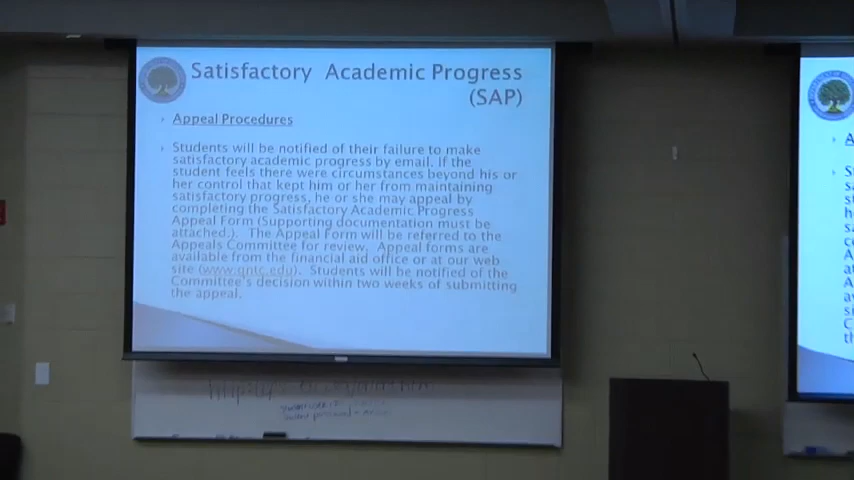 Satisfactory Academic Progress
(SAP)
Appeal Procedures
Students will be notified of their failure to make
satisfactory academic progress by email. If the
student feels there were circumstances beyond his or
her control that kept him or her from maintaining
satisfactory progress, he or she may appeal by
completing the Satisfactory Academic Progress
Appeal Form (Supporting documentation must be
attached.). The Appeal Form will be referred to the
Appeals Committee for review. Appeal forms are
available from the financial aid office or at our web
site (www.gntc.edu). Students will be notified of the
Committee's decision within two weeks of submitting
the appeal.